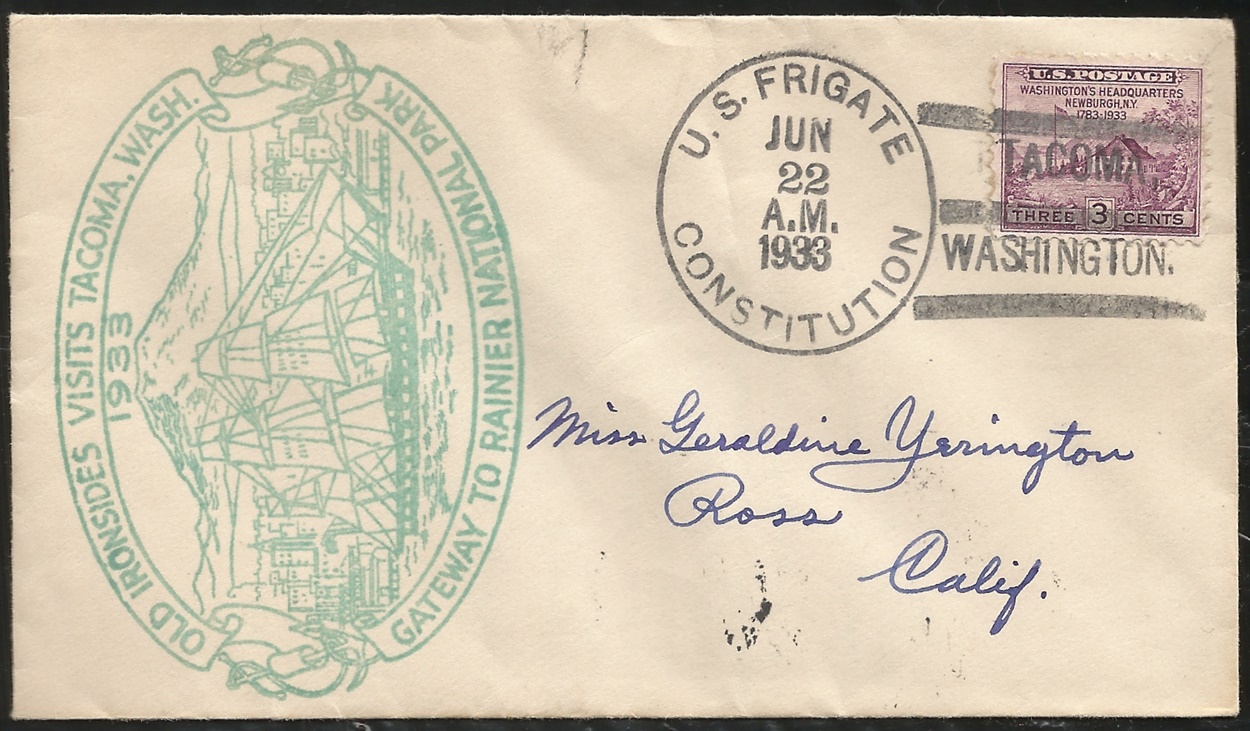 OLD IRONSIDES VISITS TACOMA, WASH.
1933
GATEWAY TO RAINIER NATIONAL PARK
U.S. FRIGATE
JUN
22
A.M.
1933
CONSTITUTION
U.S. POSTAGE
WASHINGTON'S HEADQUARTERS
NEWBURGH, N.Y.
1783-1933
THREE 3 CENTS
TACOMA,
WASHINGTON.
Miss Geraldine Yerington
Ross
Calif.